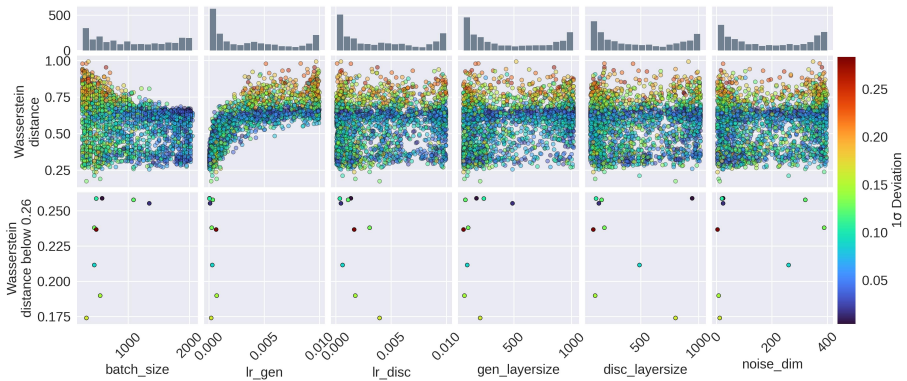 500
0
1.00
0.75
0.50
0.25
Wasserstein
distance
0.250
0.225
0.200
0.175
Wasserstein
distance below 0.26
1000
2000
batch_size
0.000
0.005
0.010
lr_gen
0.000
0.005
0.010
lr_disc
500
1000
gen_layersize
500
1000
disc_layersize
0
200
400
noise_dim
0.25
0.20
0.15
0.10
0.05
1σ Deviation